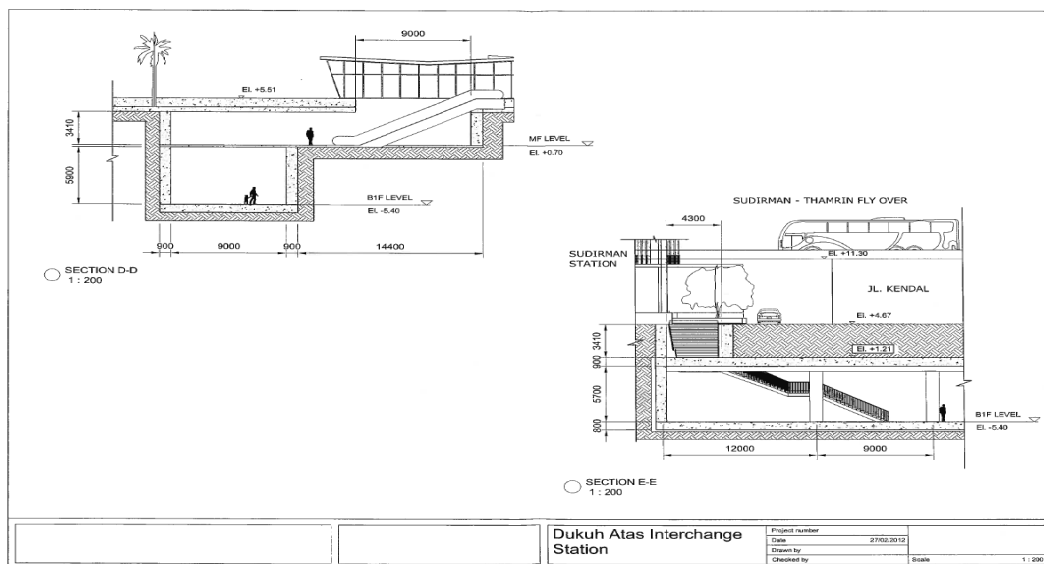 9000
El. +5.51
3410
MF LEVEL
El. +0.70
5900
B1F LEVEL
El. -5.40
900
9000
900
14400
SECTION D-D
1 : 200
SUDIRMAN - THAMRIN FLY OVER
4300
SUDIRMAN
STATION
El. +11.30
JL. KENDAL
El. +4.67
3410
El. +1.21
900
5700
B1F LEVEL
El. -5.40
800
12000
9000
SECTION E-E
1 : 200
Dukuh Atas Interchange
Station
Project number
Date 27/02/2012
Drawn by
Checked by
Scale 1 : 200